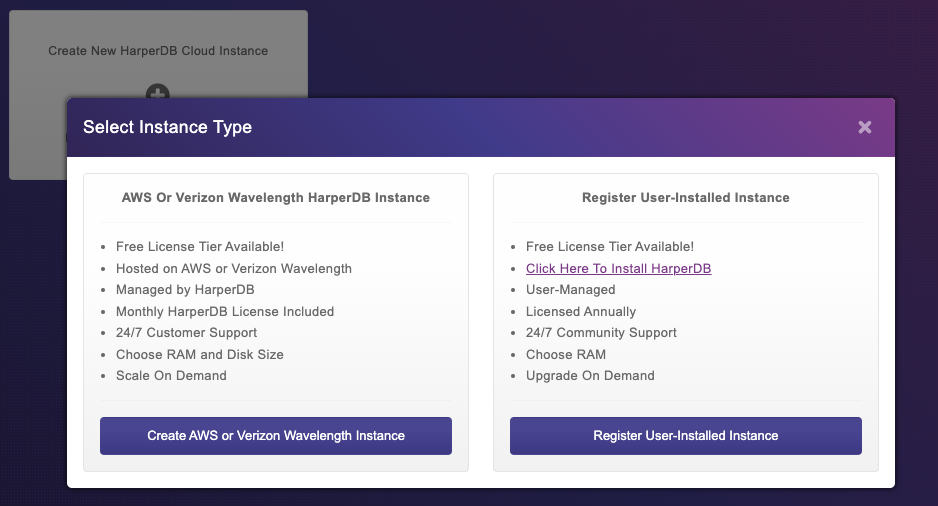 Create New HarperDB Cloud Instance
Select Instance Type
AWS Or Verizon Wavelength HarperDB Instance
Free License Tier Available!
Hosted on AWS or Verizon Wavelength
Managed by HarperDB
Monthly HarperDB License Included
24/7 Customer Support
Choose RAM and Disk Size
Scale On Demand
Create AWS or Verizon Wavelength Instance
Register User-Installed Instance
Free License Tier Available!
Click Here To Install HarperDB
User-Managed
Licensed Annually
24/7 Community Support
Choose RAM
Upgrade On Demand
Register User-Installed Instance